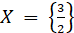 X = {3/2}